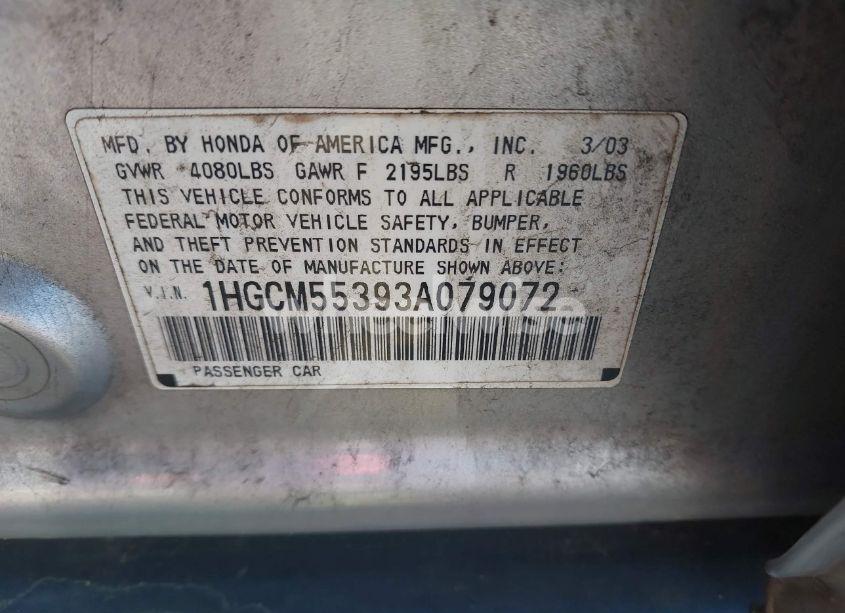 MFD. BY HONDA OF AMERICA MFG., INC. 3/03
GVWR 4080LBS GAWR F 2195LBS R 1960LBS
THIS VEHICLE CONFORMS TO ALL APPLICABLE
FEDERAL MOTOR VEHICLE SAFETY, BUMPER,
AND THEFT PREVENTION STANDARDS IN EFFECT
ON THE DATE OF MANUFACTURE SHOWN ABOVE:
V.I.N. 1HGCM55393A079072
PASSENGER CAR